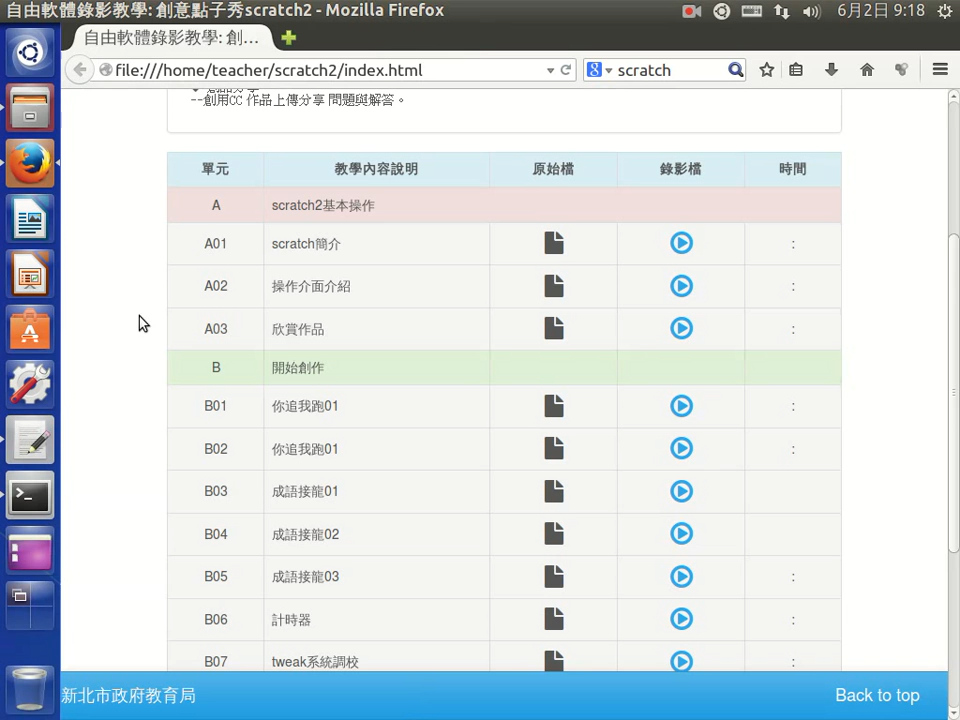 自由軟體錄影教學: 創意點子秀scratch2 - Mozilla Firefox
6月2日 9:18
自由軟體錄影教學: 創...
file:///home/teacher/scratch2/index.html
scratch
--創用CC 作品上傳分享 問題與解答。
單元 教學內容說明 原始檔 錄影檔 時間
A scratch2基本操作
A01 scratch簡介 :
A02 操作介面介紹 :
A03 欣賞作品 :
B 開始創作
B01 你追我跑01 :
B02 你追我跑01 :
B03 成語接龍01
B04 成語接龍02
B05 成語接龍03 :
B06 計時器 :
B07 tweak系統調校 :
新北市政府教育局 Back to top